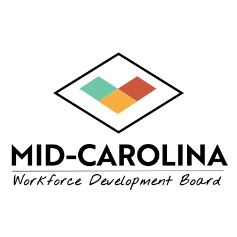 MID-CAROLINA
Workforce Development Board